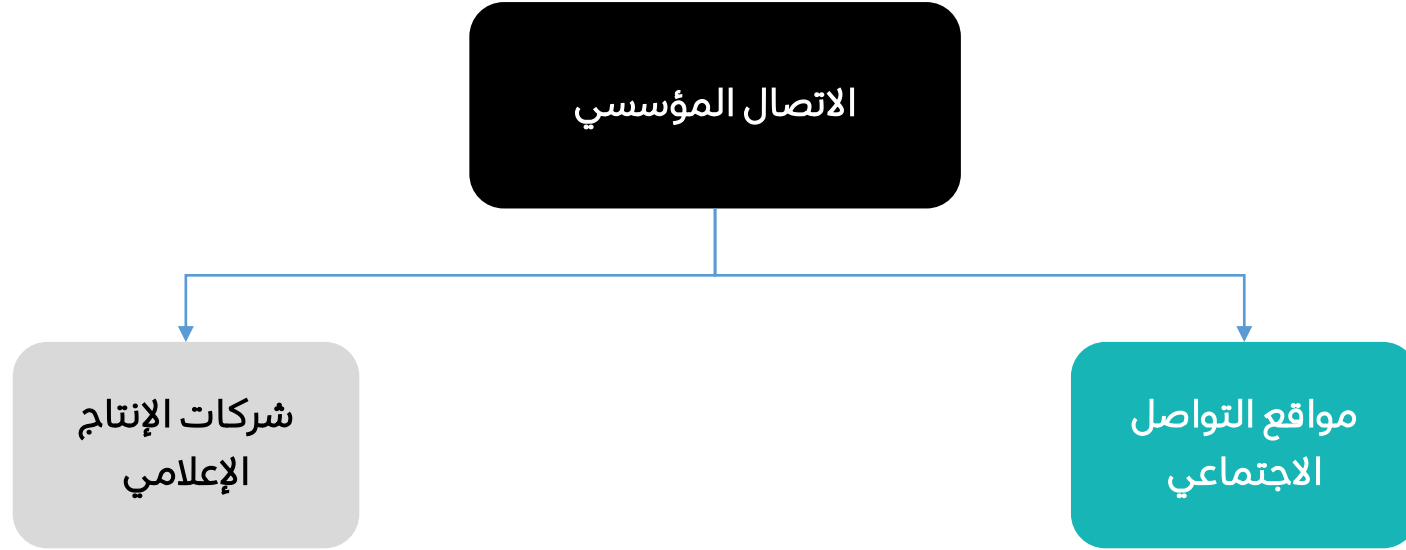 الاتصال المؤسسي
مواقع التواصل
الاجتماعي
شركات الإنتاج
الإعلامي